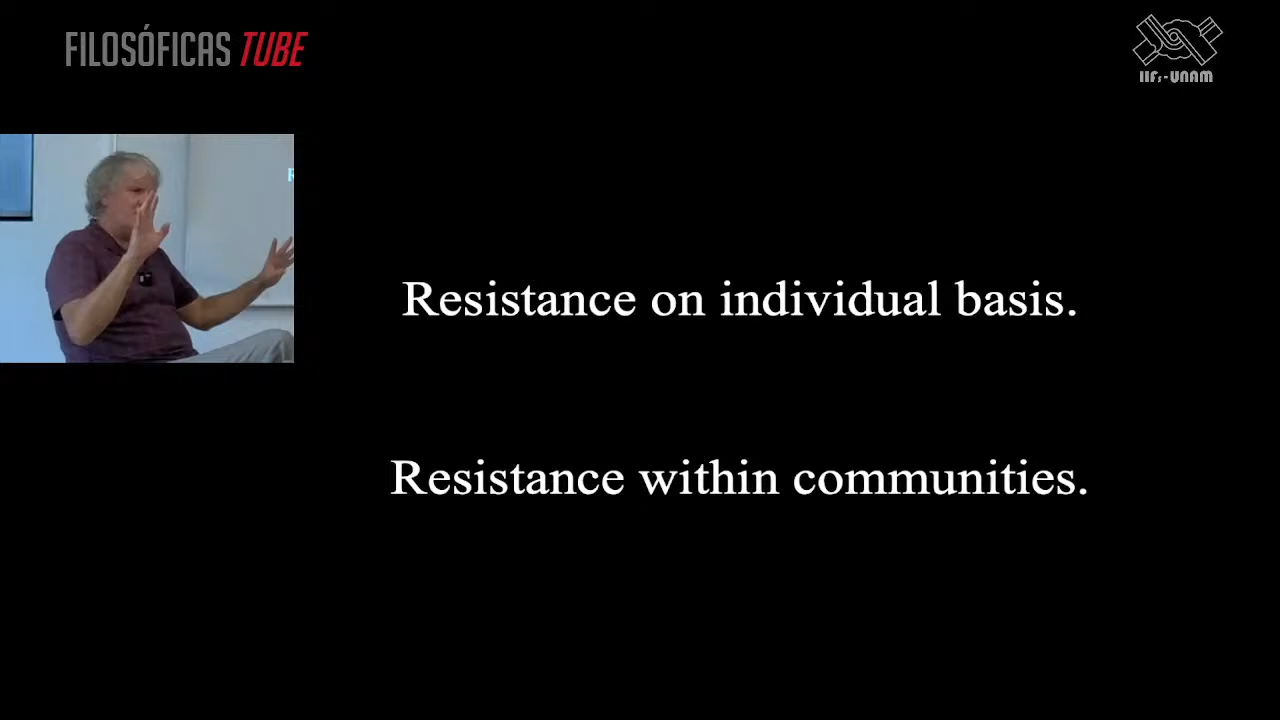 FILOSÓFICAS TUBE
IIFs-UNAM
Resistance on individual basis.
Resistance within communities.